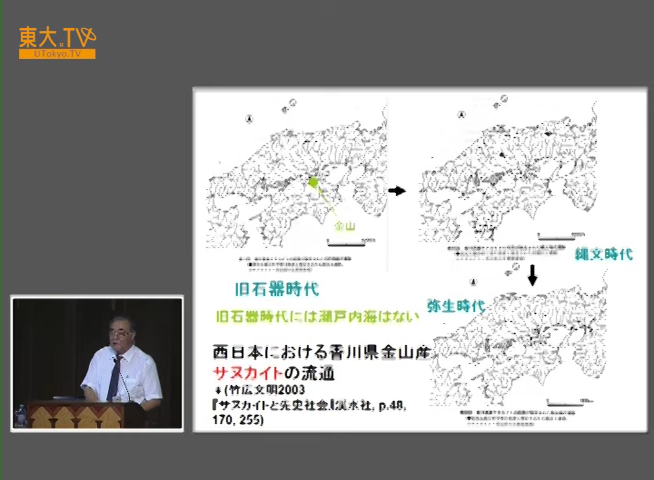 東大.TV
UTokyo.TV
金山
旧石器時代
縄文時代
旧石器時代には瀬戸内海はない
弥生時代
西日本における香川県金山産
サヌカイトの流通
*(竹広文明2003
『サヌカイトと先史社会』渓水社, p.48,
170, 255)